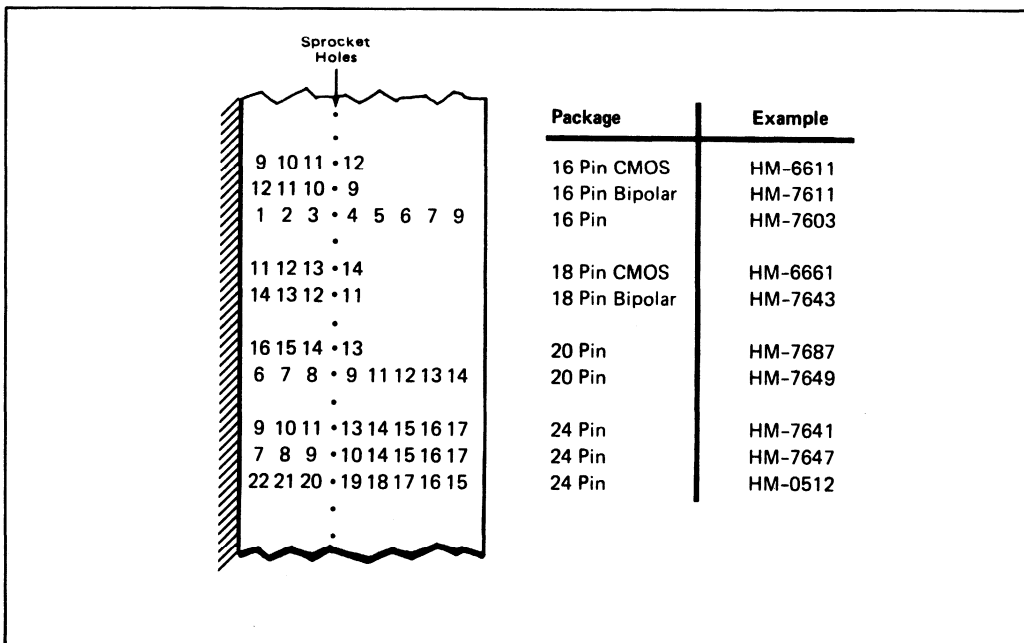 Sprocket
Holes
Package Example
9 10 11 • 12 16 Pin CMOS HM-6611
12 11 10 • 9 16 Pin Bipolar HM-7611
1 2 3 • 4 5 6 7 9 16 Pin HM-7603
11 12 13 • 14 18 Pin CMOS HM-6661
14 13 12 • 11 18 Pin Bipolar HM-7643
16 15 14 • 13 20 Pin HM-7687
6 7 8 • 9 11 12 13 14 20 Pin HM-7649
9 10 11 • 13 14 15 16 17 24 Pin HM-7641
7 8 9 • 10 14 15 16 17 24 Pin HM-7647
22 21 20 • 19 18 17 16 15 24 Pin HM-0512